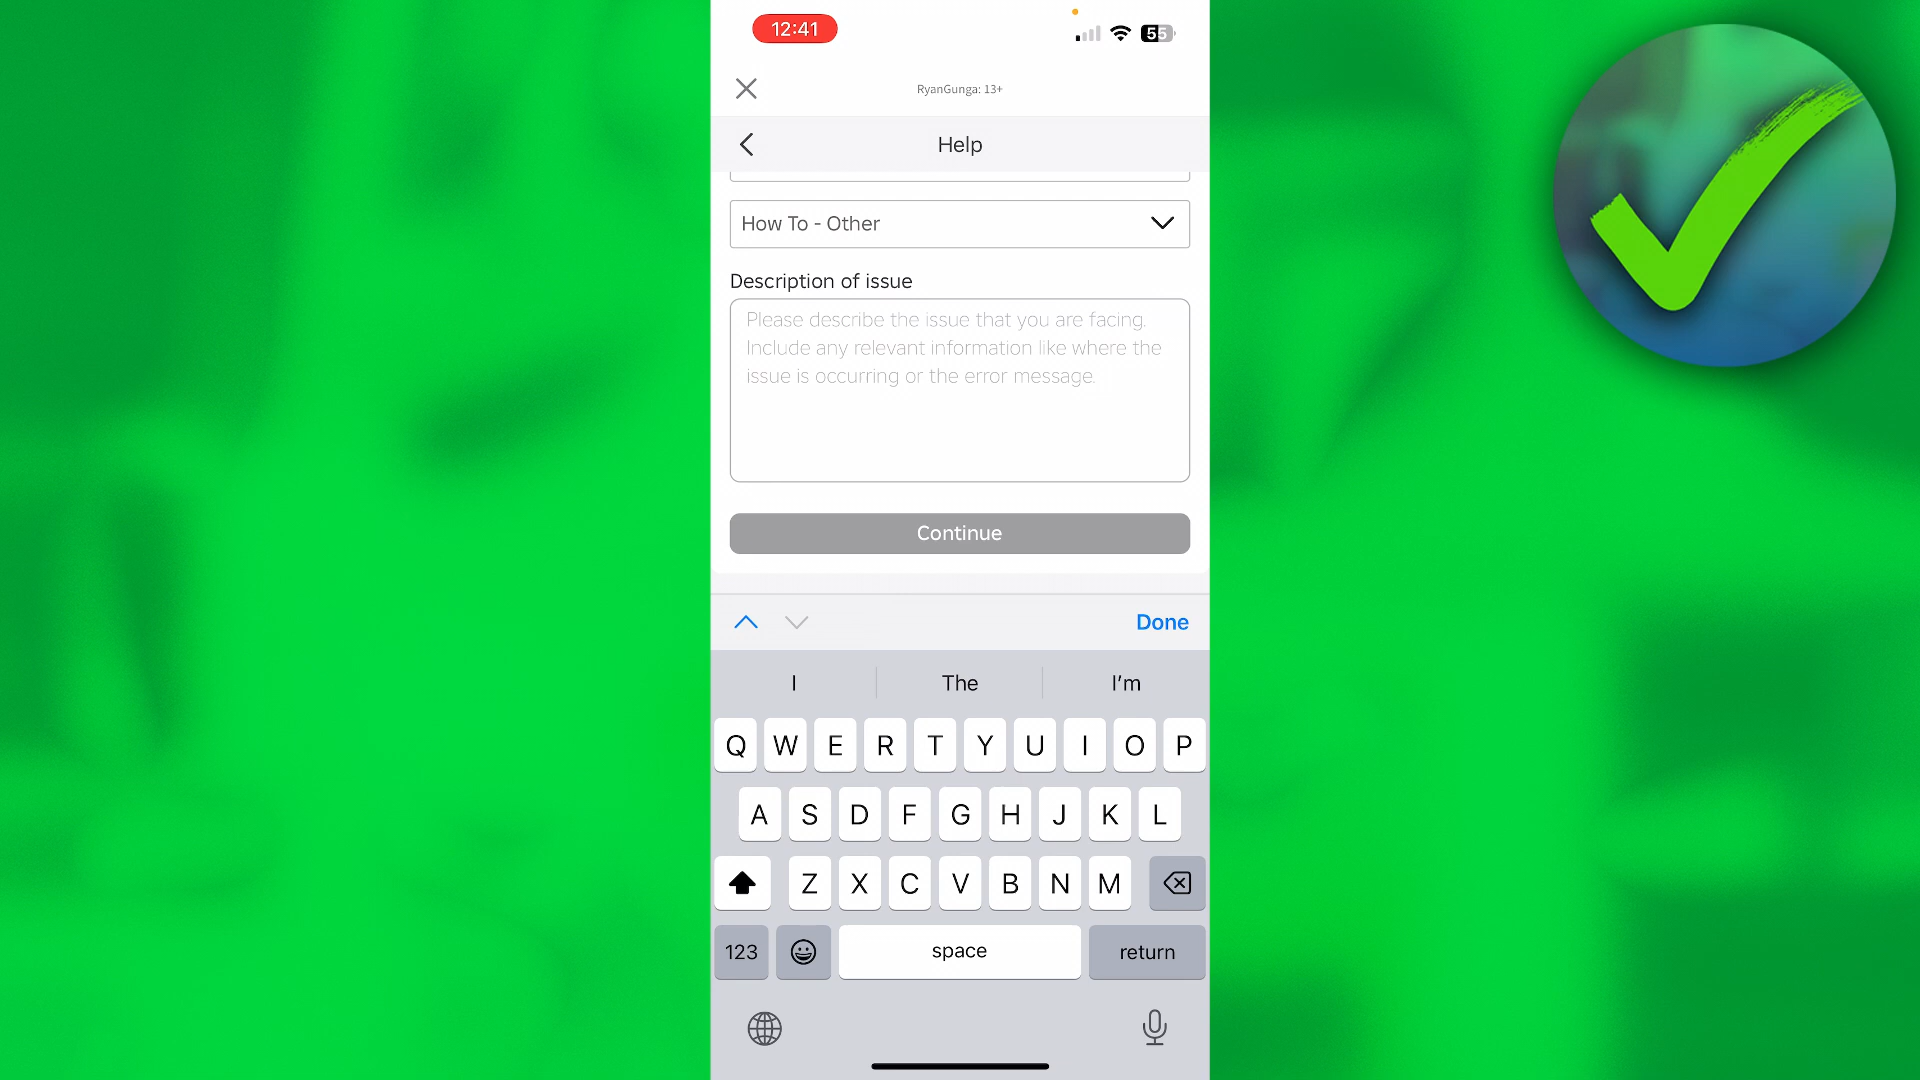 12:41
55
RyanGunga: 13+
Help
How To - Other
Description of issue
Please describe the issue that you are facing.
Include any relevant information like where the
issue is occurring or the error message.
Continue
Done
I The I'm
Q W E R T Y U I O P
A S D F G H J K L
Z X C V B N M
123 space return